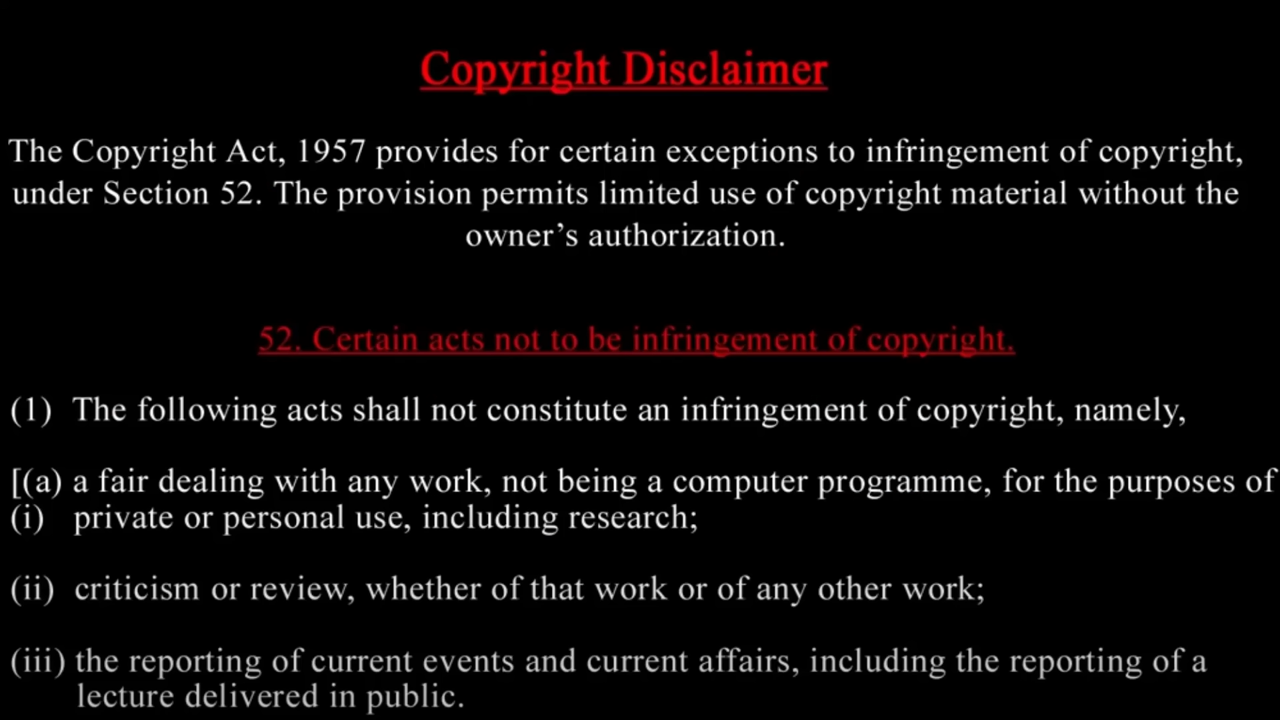 Copyright Disclaimer
The Copyright Act, 1957 provides for certain exceptions to infringement of copyright,
under Section 52. The provision permits limited use of copyright material without the
owner’s authorization.
52. Certain acts not to be infringement of copyright.
(1) The following acts shall not constitute an infringement of copyright, namely,
[(a) a fair dealing with any work, not being a computer programme, for the purposes of
(i) private or personal use, including research;
(ii) criticism or review, whether of that work or of any other work;
(iii) the reporting of current events and current affairs, including the reporting of a
lecture delivered in public.